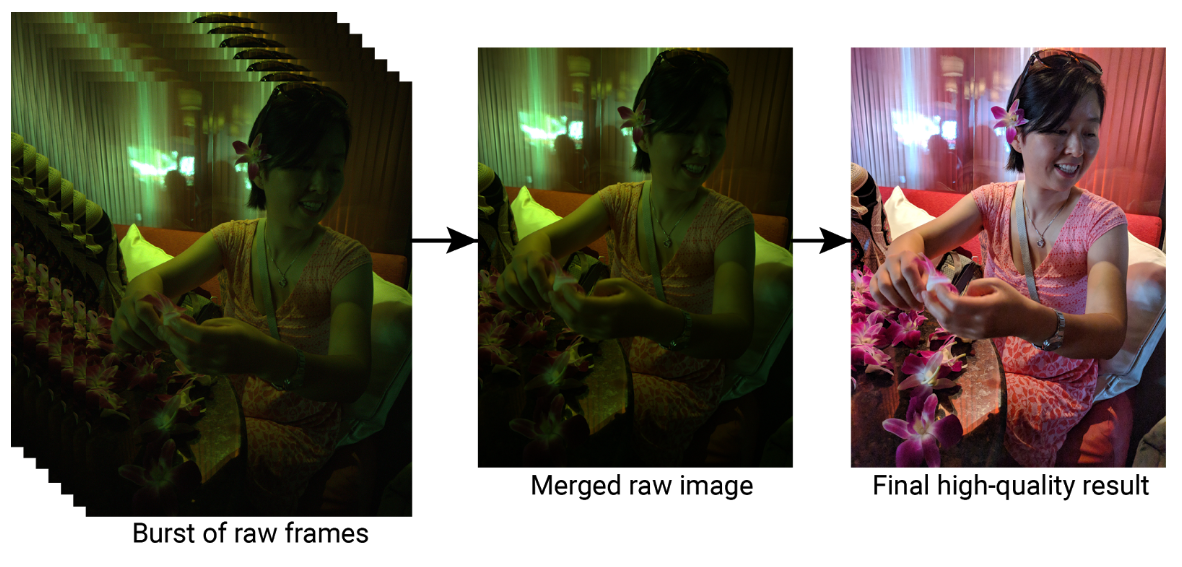 Burst of raw frames
Merged raw image
Final high-quality result